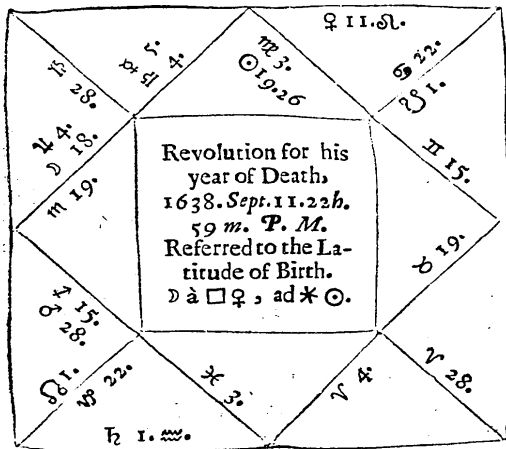 ♀ 11. ♌.
♍ 3.
☉ 19. 26
4.
5.
28.
♋ 22.
☋ 1.
♃ 4.
☽ 18.
♏ 19.
♊ 15.
Revolution for his
year of Death,
1638. Sept. 11. 22h.
59 m. P. M.
Referred to the La-
titude of Birth.
☽ à □ ♀, ad ⚹ ☉.
♉ 19.
♐ 15.
♂ 28.
☊ 1.
♑ 22.
♓ 3.
♈ 4.
♈ 28.
♄ 1. ♒.